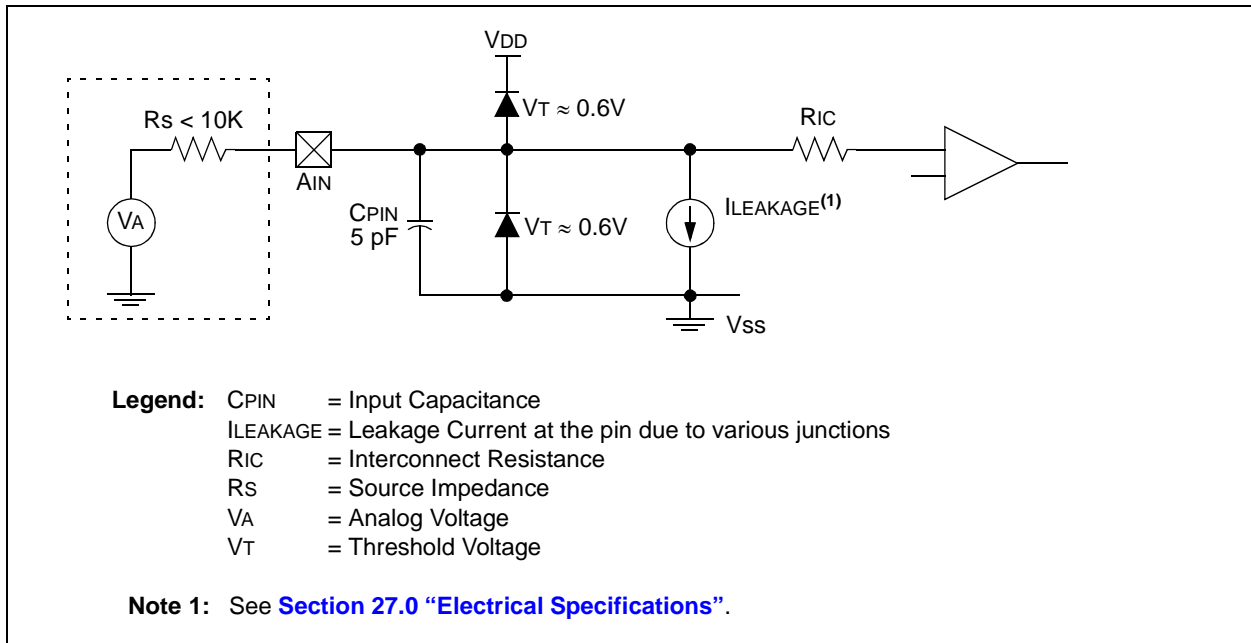 VDD
VT ≈ 0.6V
Rs < 10K
RIC
AIN
VA
CPIN
5 pF
VT ≈ 0.6V
ILEAKAGE(1)
Vss
Legend: CPIN = Input Capacitance
ILEAKAGE = Leakage Current at the pin due to various junctions
RIC = Interconnect Resistance
RS = Source Impedance
VA = Analog Voltage
VT = Threshold Voltage
Note 1: See Section 27.0 “Electrical Specifications”.